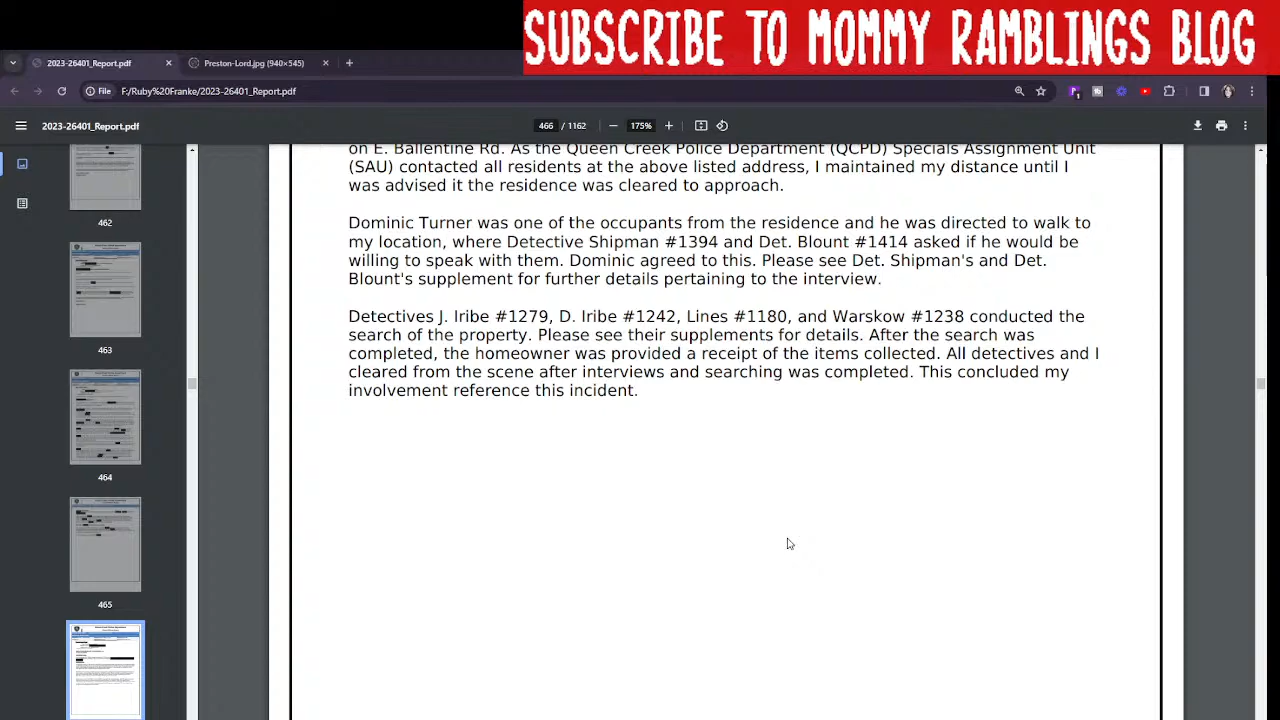 SUBSCRIBE TO MOMMY RAMBLINGS BLOG
2023-26401_Report.pdf
Preston-Lord.jpg (940×545)
File
F:/Ruby%20Franke/2023-26401_Report.pdf
1
2023-26401_Report.pdf
466 / 1162
175%
on E. Ballentine Rd. As the Queen Creek Police Department (QCPD) Specials Assignment Unit
(SAU) contacted all residents at the above listed address, I maintained my distance until I
was advised it the residence was cleared to approach.
Dominic Turner was one of the occupants from the residence and he was directed to walk to
my location, where Detective Shipman #1394 and Det. Blount #1414 asked if he would be
willing to speak with them. Dominic agreed to this. Please see Det. Shipman's and Det.
Blount's supplement for further details pertaining to the interview.
Detectives J. Iribe #1279, D. Iribe #1242, Lines #1180, and Warskow #1238 conducted the
search of the property. Please see their supplements for details. After the search was
completed, the homeowner was provided a receipt of the items collected. All detectives and I
cleared from the scene after interviews and searching was completed. This concluded my
involvement reference this incident.
462
463
464
465